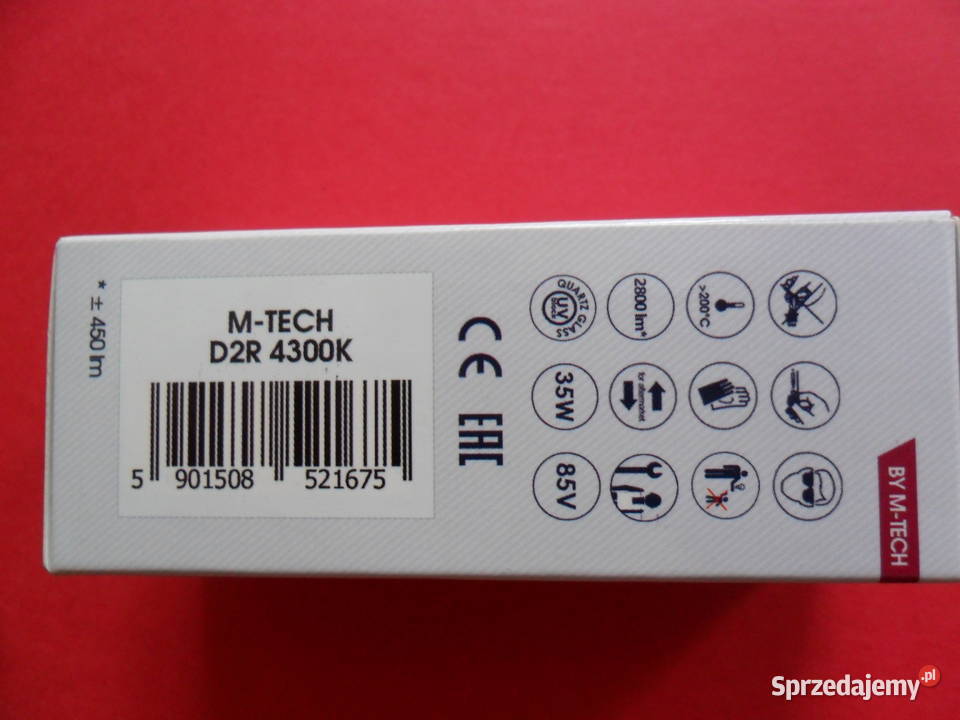 * ± 450 lm
M-TECH
D2R 4300K
5 901508 521675
CE
EAC
QUARTZ GLASS
UV
BLOCK
2800 lm*
>200°C
35W
for aftermarket
85V
BY M-TECH
Sprzedajemy.pl